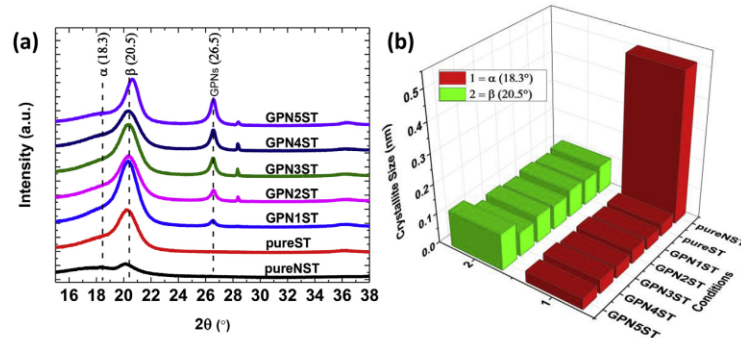 (a)
α (18.3)
β (20.5)
GPNs (26.5)
Intensity (a.u.)
GPN5ST
GPN4ST
GPN3ST
GPN2ST
GPN1ST
pureST
pureNST
16 18 20 22 24 26 28 30 32 34 36 38
2θ (°)
(b)
1 = α (18.3°)
2 = β (20.5°)
Crystallite Size (nm)
0.5
0.4
0.3
0.2
0.1
0.0
2
1
pureNST
pureST
GPN1ST
GPN2ST
GPN3ST
GPN4ST
GPN5ST
Conditions